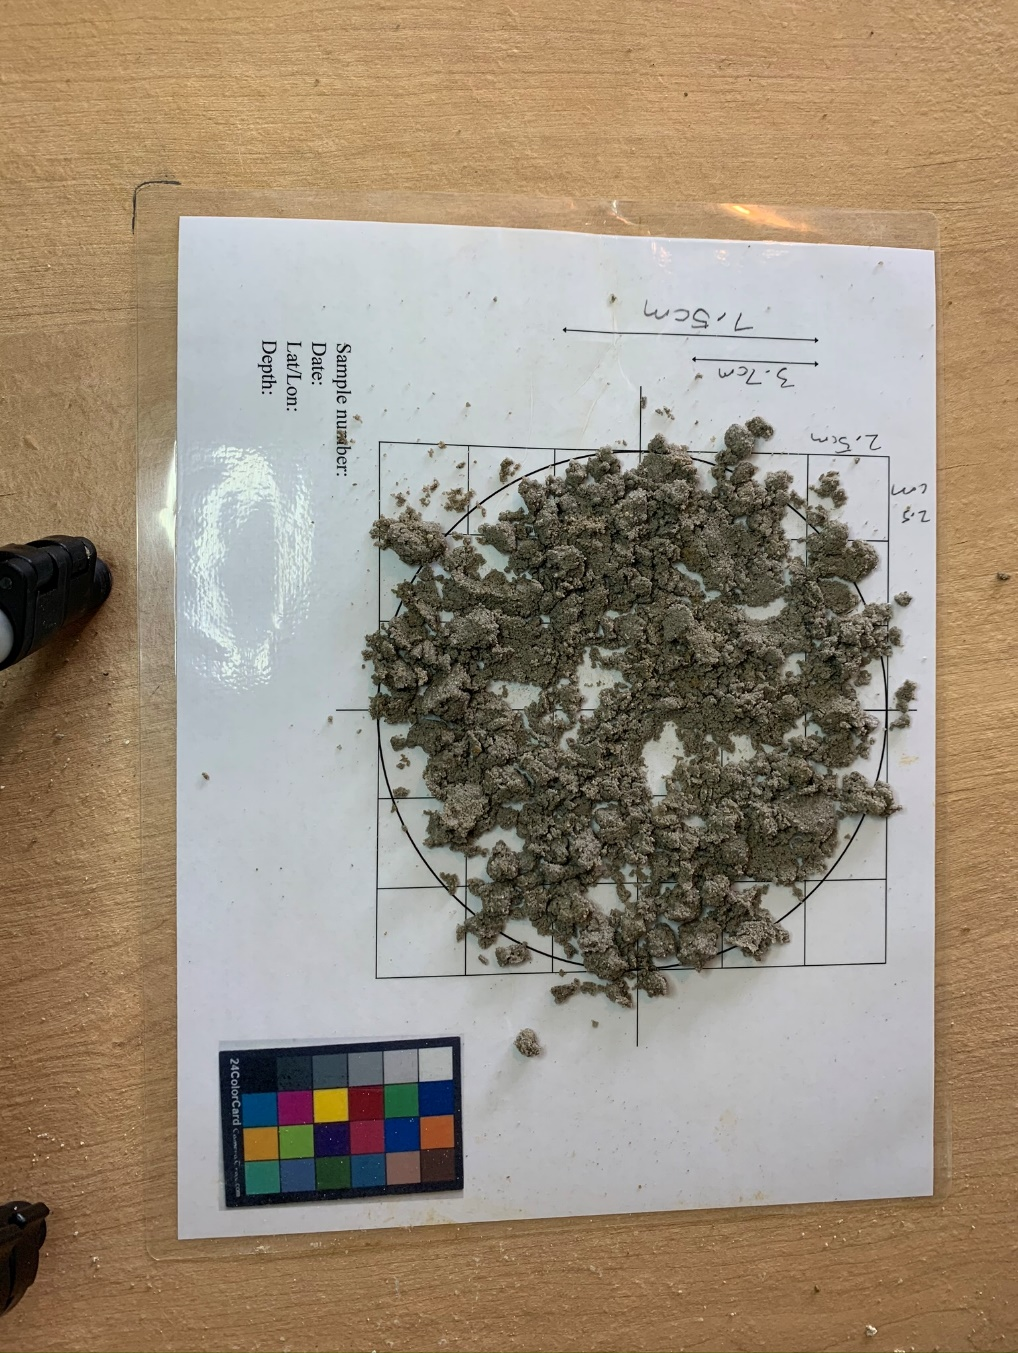 7.5cm
3.7cm
2.5cm
2.5 cm
Sample number:
Date:
Lat/Lon:
Depth:
24ColorCard